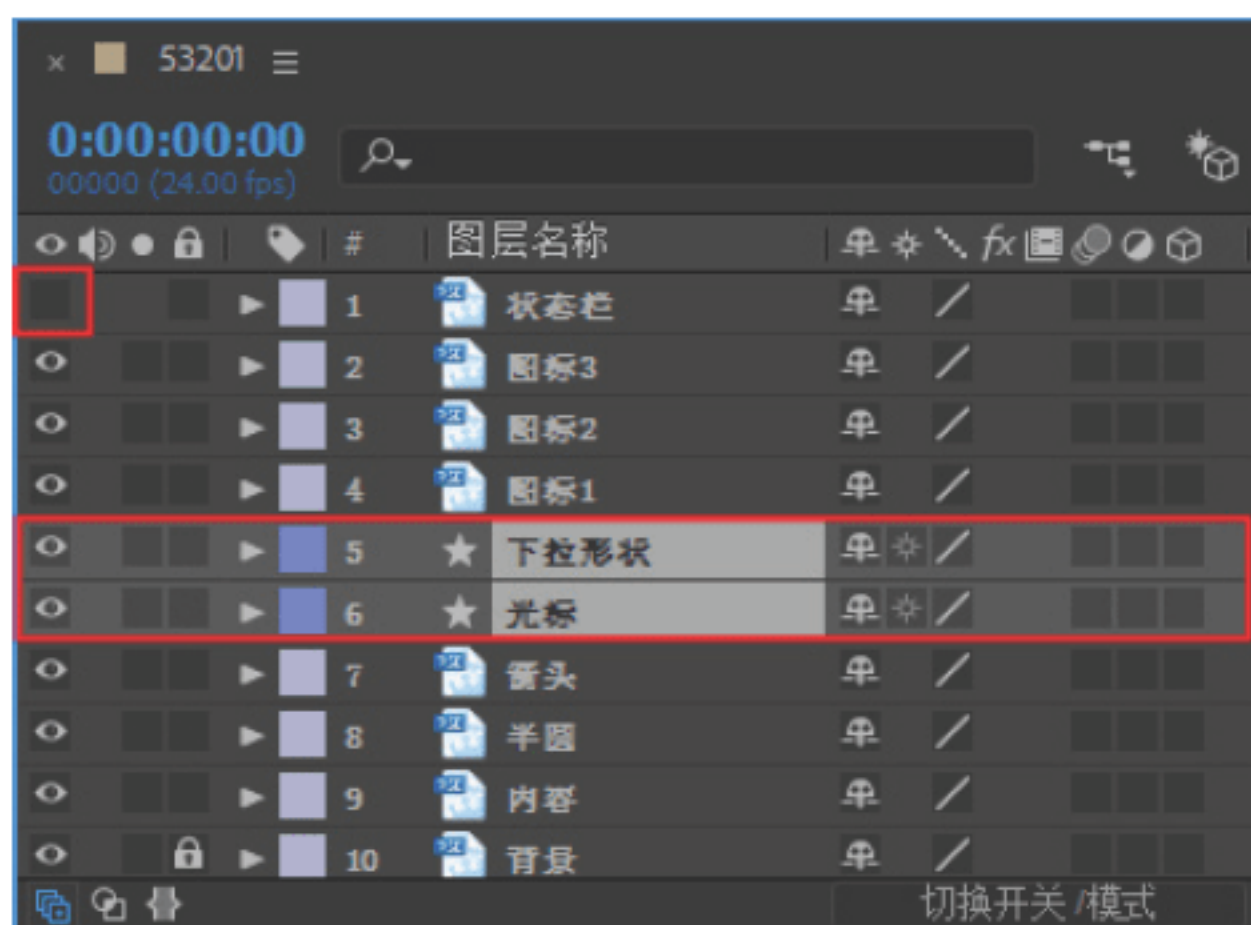 53201
0:00:00:00
00000 (24.00 fps)
# 图层名称 fx
1 状态栏
2 图标3
3 图标2
4 图标1
5 下拉形状
6 光标
7 箭头
8 半圆
9 内容
10 背景
切换开关 /模式